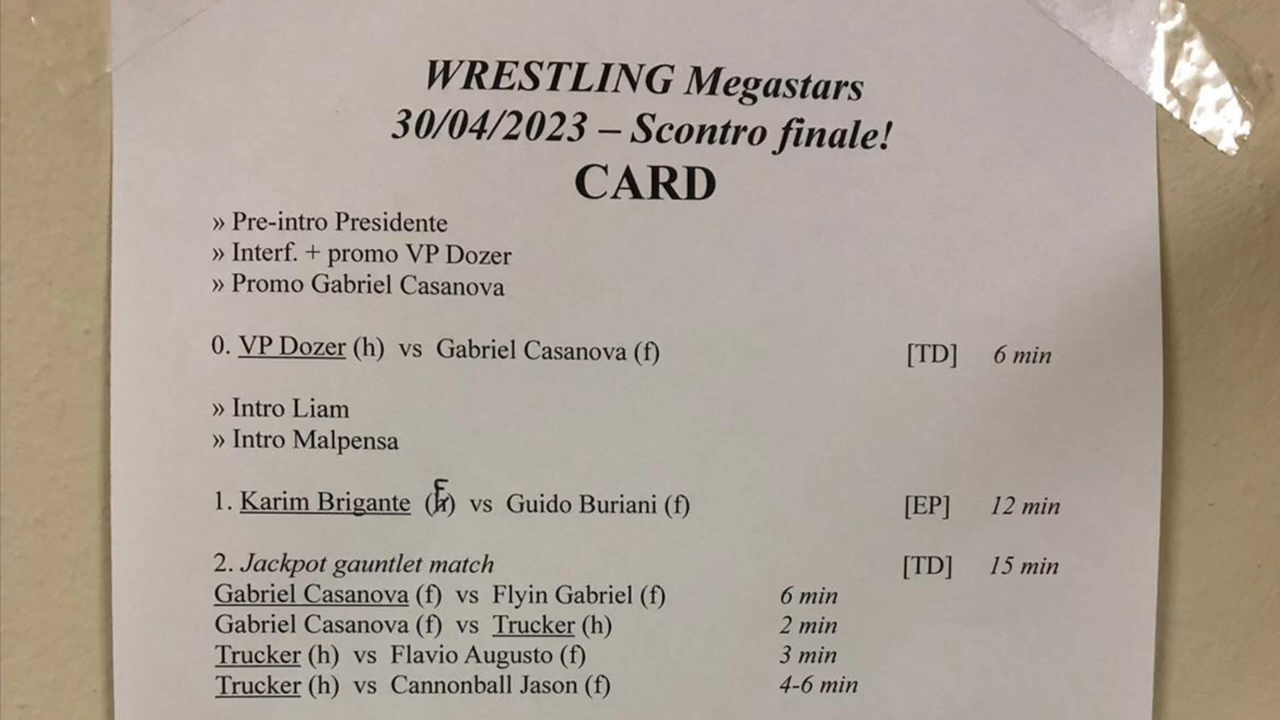 WRESTLING Megastars
30/04/2023 – Scontro finale!
CARD
» Pre-intro Presidente
» Interf. + promo VP Dozer
» Promo Gabriel Casanova
0. VP Dozer (h) vs Gabriel Casanova (f) [TD] 6 min
» Intro Liam
» Intro Malpensa
1. Karim Brigante (F) vs Guido Buriani (f) [EP] 12 min
2. Jackpot gauntlet match [TD] 15 min
Gabriel Casanova (f) vs Flyin Gabriel (f) 6 min
Gabriel Casanova (f) vs Trucker (h) 2 min
Trucker (h) vs Flavio Augusto (f) 3 min
Trucker (h) vs Cannonball Jason (f) 4-6 min